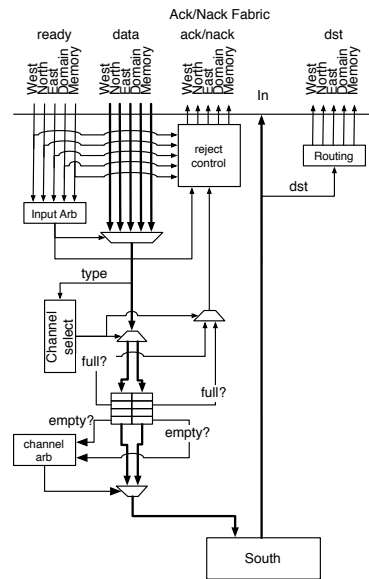 Ack/Nack Fabric
ready
data
ack/nack
dst
West
North
East
Domain
Memory
West
North
East
Domain
Memory
West
North
East
Domain
Memory
In
West
North
East
Domain
Memory
reject
control
Routing
dst
Input Arb
type
Channel
select
full?
full?
empty?
empty?
channel
arb
South